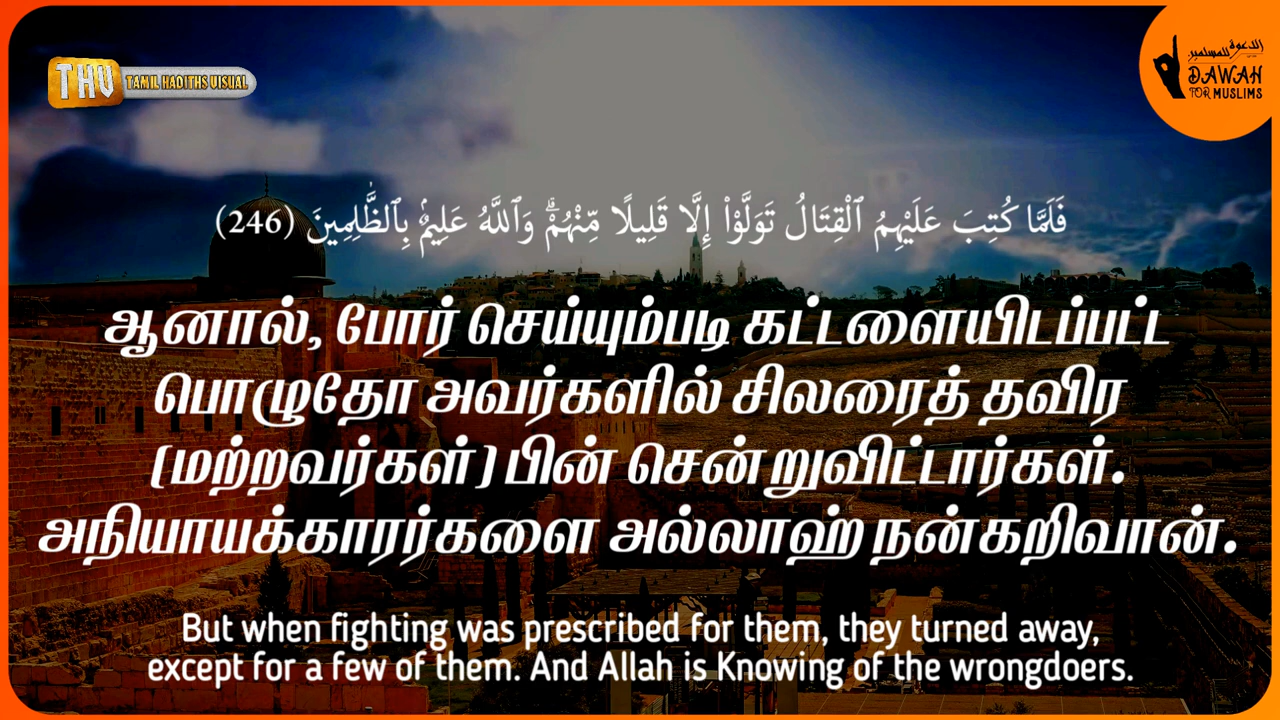 THV TAMIL HADITHS VISUAL
الدعوة للمسلمين
DAWAH
FOR MUSLIMS
فَلَمَّا كُتِبَ عَلَيْهِمُ ٱلْقِتَالُ تَوَلَّوْا۟ إِلَّا قَلِيلًا مِّنْهُمْ ۗ وَٱللَّهُ عَلِيمٌۢ بِٱلظَّٰلِمِينَ (246)
ஆனால், போர் செய்யும்படி கட்டளையிடப்பட்ட
பொழுதோ அவர்களில் சிலரைத் தவிர
(மற்றவர்கள்) பின் சென்றுவிட்டார்கள்.
அநியாயக்காரர்களை அல்லாஹ் நன்கறிவான்.
But when fighting was prescribed for them, they turned away,
except for a few of them. And Allah is Knowing of the wrongdoers.